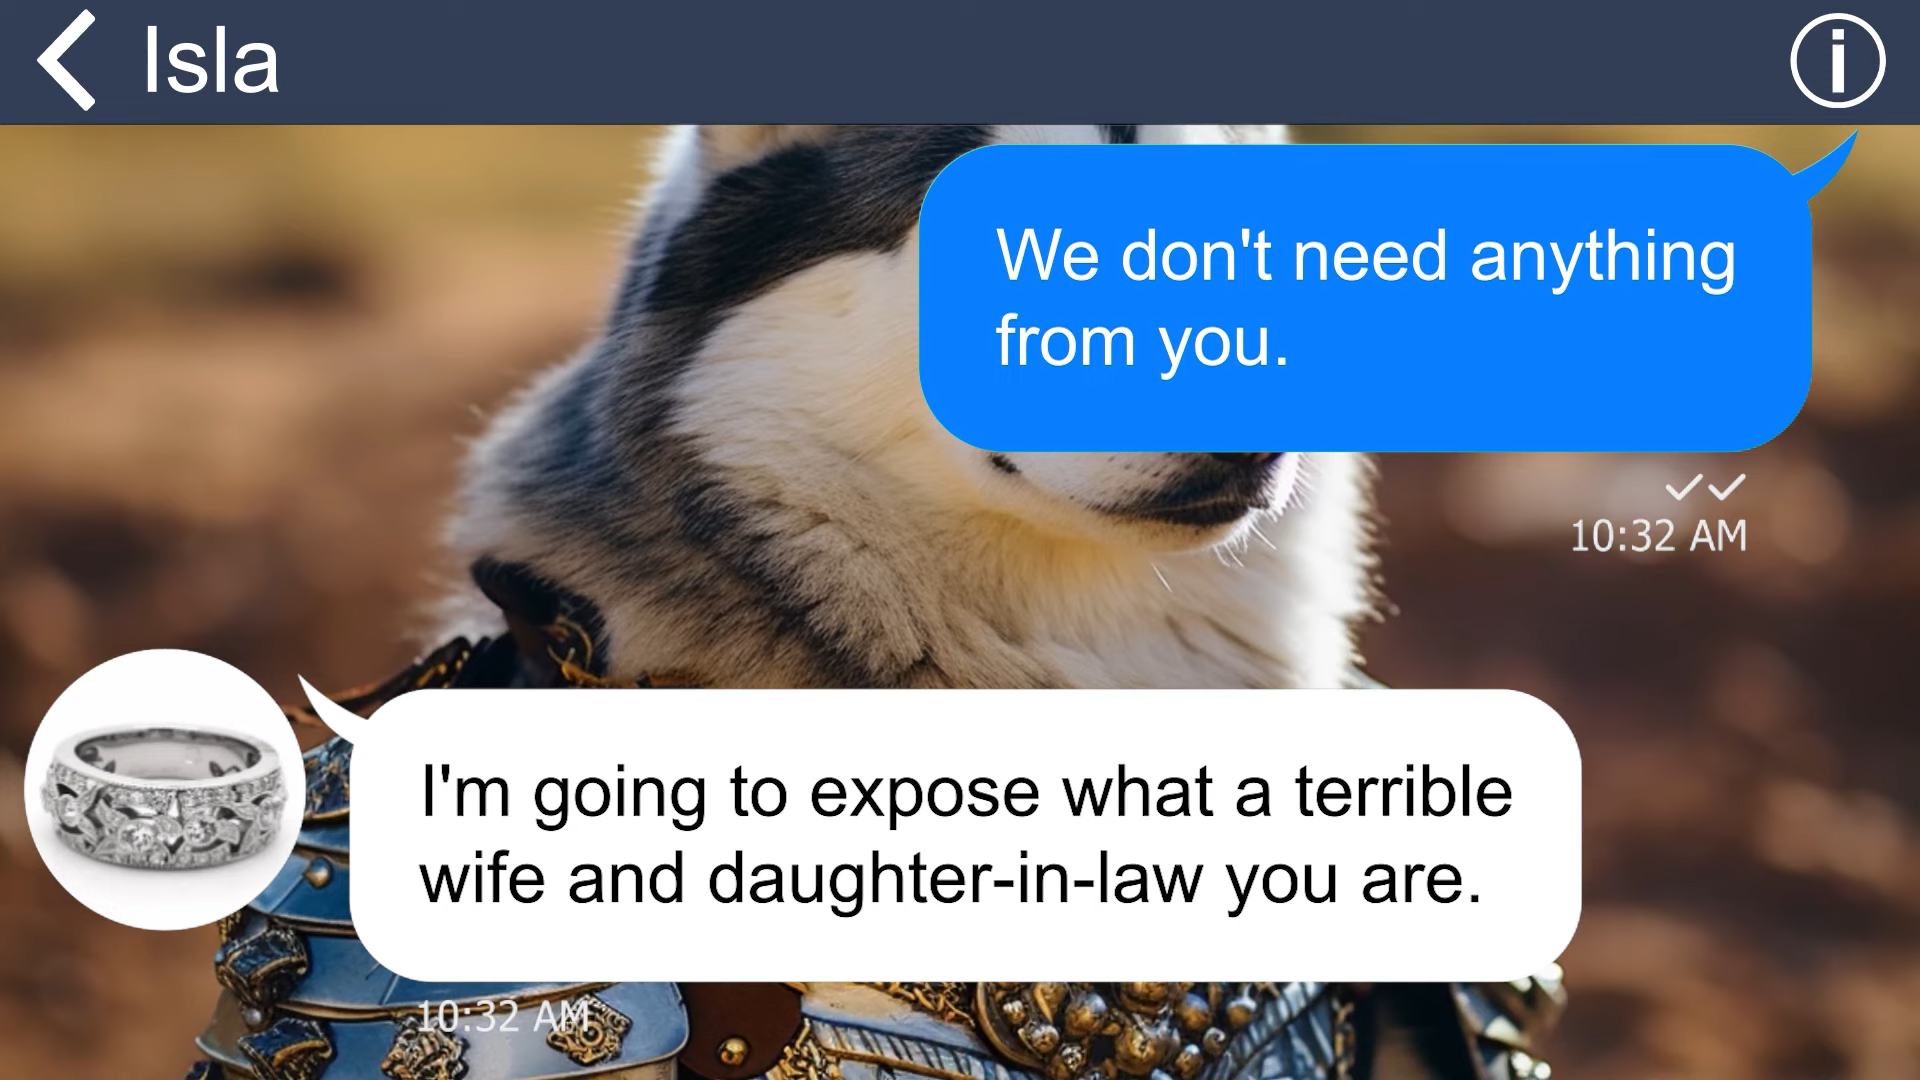 Isla
We don't need anything
from you.
10:32 AM
I'm going to expose what a terrible
wife and daughter-in-law you are.
10:32 AM